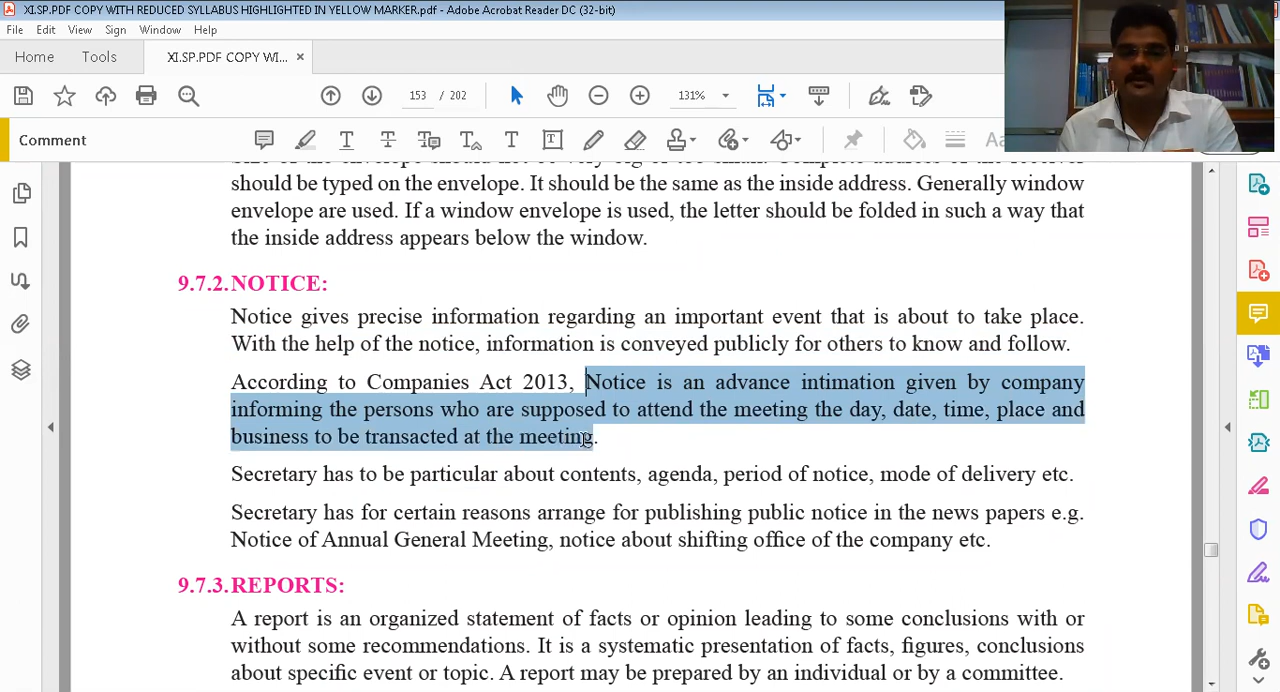 XI.SP.PDF COPY WITH REDUCED SYLLABUS HIGHLIGHTED IN YELLOW MARKER.pdf - Adobe Acrobat Reader DC (32-bit)
File Edit View Sign Window Help
Home Tools XI.SP.PDF COPY WI... ×
153 / 202 131%
Comment
should be typed on the envelope. It should be the same as the inside address. Generally window
envelope are used. If a window envelope is used, the letter should be folded in such a way that
the inside address appears below the window.
9.7.2. NOTICE:
Notice gives precise information regarding an important event that is about to take place.
With the help of the notice, information is conveyed publicly for others to know and follow.
According to Companies Act 2013, Notice is an advance intimation given by company
informing the persons who are supposed to attend the meeting the day, date, time, place and
business to be transacted at the meeting.
Secretary has to be particular about contents, agenda, period of notice, mode of delivery etc.
Secretary has for certain reasons arrange for publishing public notice in the news papers e.g.
Notice of Annual General Meeting, notice about shifting office of the company etc.
9.7.3. REPORTS:
A report is an organized statement of facts or opinion leading to some conclusions with or
without some recommendations. It is a systematic presentation of facts, figures, conclusions
about specific event or topic. A report may be prepared by an individual or by a committee.